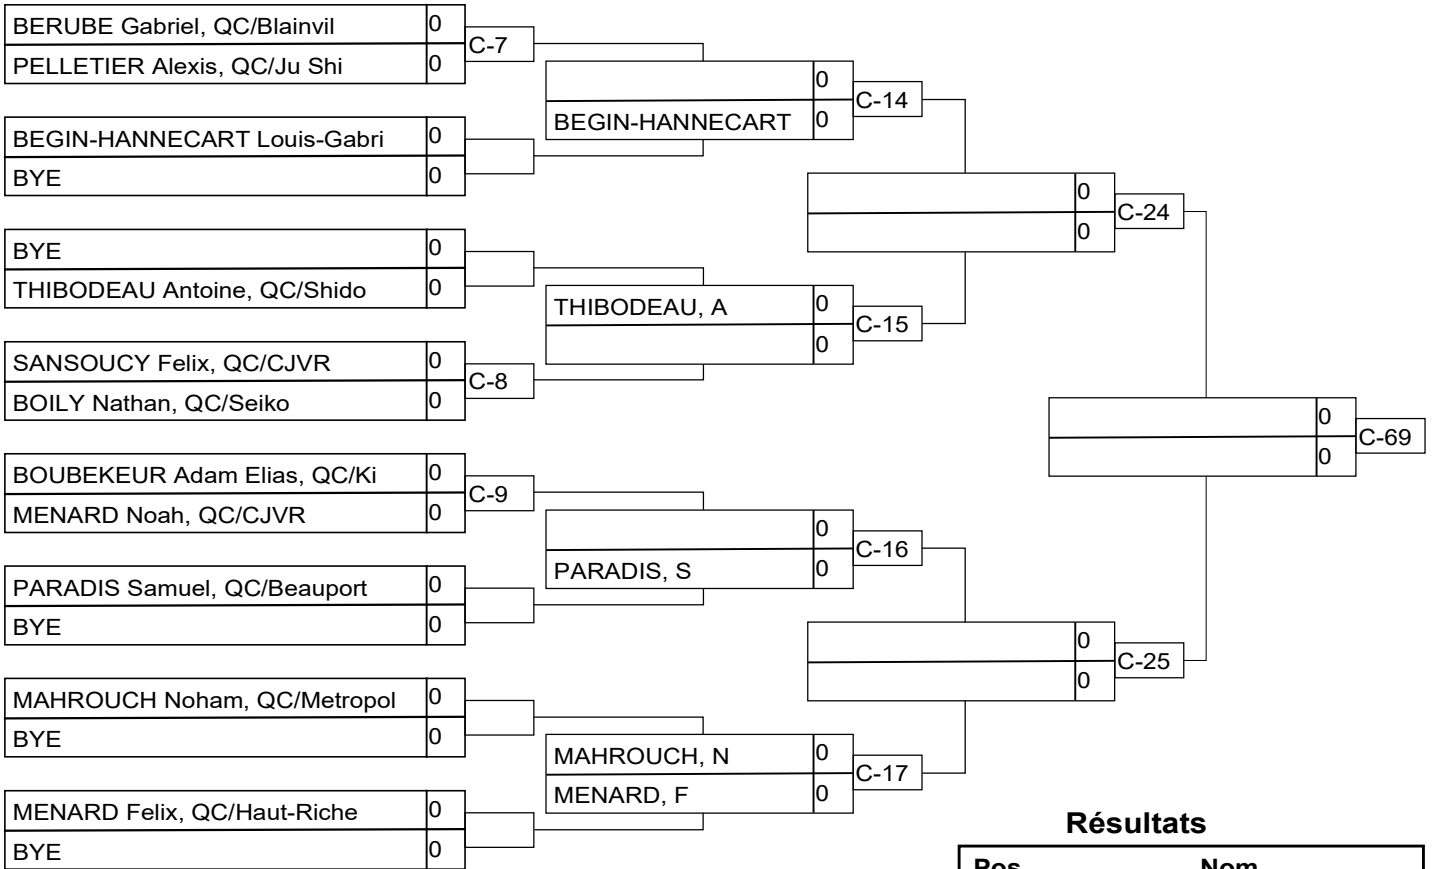 BERUBE Gabriel, QC/Blainvil 0
C-7
PELLETIER Alexis, QC/Ju Shi 0
BEGIN-HANNECART Louis-Gabri 0
BYE 0
BYE 0
THIBODEAU Antoine, QC/Shido 0
SANSOUCY Felix, QC/CJVR 0
C-8
BOILY Nathan, QC/Seiko 0
BOUBEKEUR Adam Elias, QC/Ki 0
C-9
MENARD Noah, QC/CJVR 0
PARADIS Samuel, QC/Beauport 0
BYE 0
MAHROUCH Noham, QC/Metropol 0
BYE 0
MENARD Felix, QC/Haut-Riche 0
BYE 0
0
C-14
BEGIN-HANNECART 0
THIBODEAU, A 0
C-15
0
0
C-16
PARADIS, S 0
MAHROUCH, N 0
C-17
MENARD, F 0
0
C-24
0
0
C-25
0
0
C-69
0
Résultats
Pos Nom